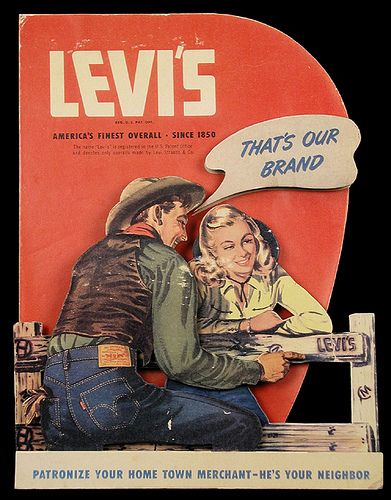 LEVI'S
REG. U.S. PAT. OFF.
AMERICA'S FINEST OVERALL · SINCE 1850
The name "Levi's" is registered in the U.S. Patent Office
and denotes only overalls made by Levi Strauss & Co.
THAT'S OUR
BRAND
LEVI'S
PATRONIZE YOUR HOME TOWN MERCHANT-HE'S YOUR NEIGHBOR